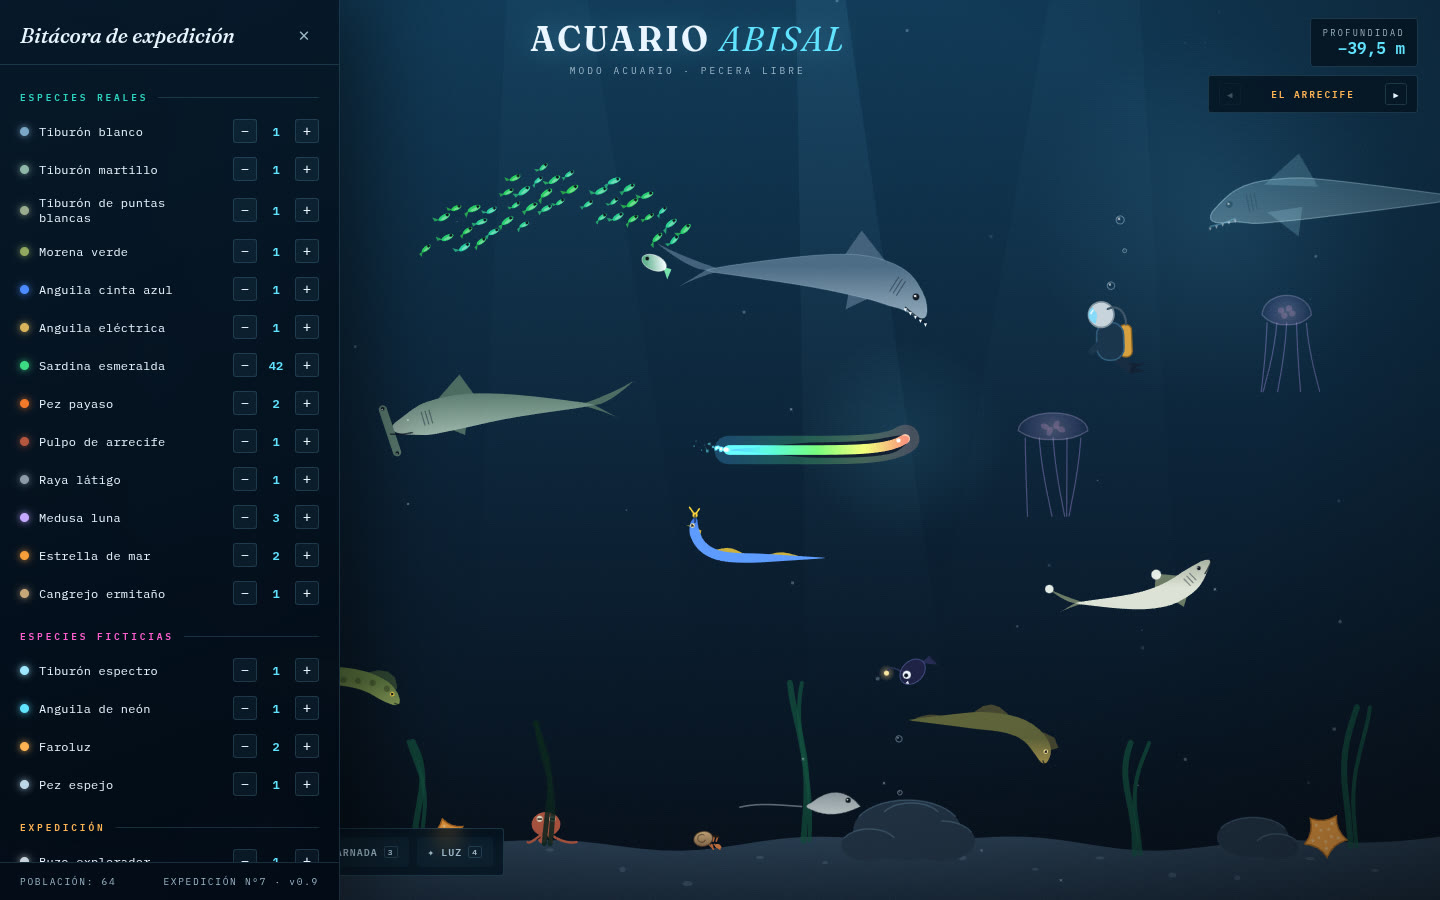 Bitácora de expedición
×
ESPECIES REALES
Tiburón blanco − 1 +
Tiburón martillo − 1 +
Tiburón de puntas
blancas − 1 +
Morena verde − 1 +
Anguila cinta azul − 1 +
Anguila eléctrica − 1 +
Sardina esmeralda − 42 +
Pez payaso − 2 +
Pulpo de arrecife − 1 +
Raya látigo − 1 +
Medusa luna − 3 +
Estrella de mar − 2 +
Cangrejo ermitaño − 1 +
ESPECIES FICTICIAS
Tiburón espectro − 1 +
Anguila de neón − 1 +
Faroluz − 2 +
Pez espejo − 1 +
EXPEDICIÓN
Buzo explorador − 1 +
POBLACIÓN: 64
EXPEDICIÓN Nº7 · v0.9
ACUARIO ABISAL
MODO ACUARIO · PECERA LIBRE
PROFUNDIDAD
−39,5 m
◀ EL ARRECIFE ▶
ARNADA 3
✦ LUZ 4